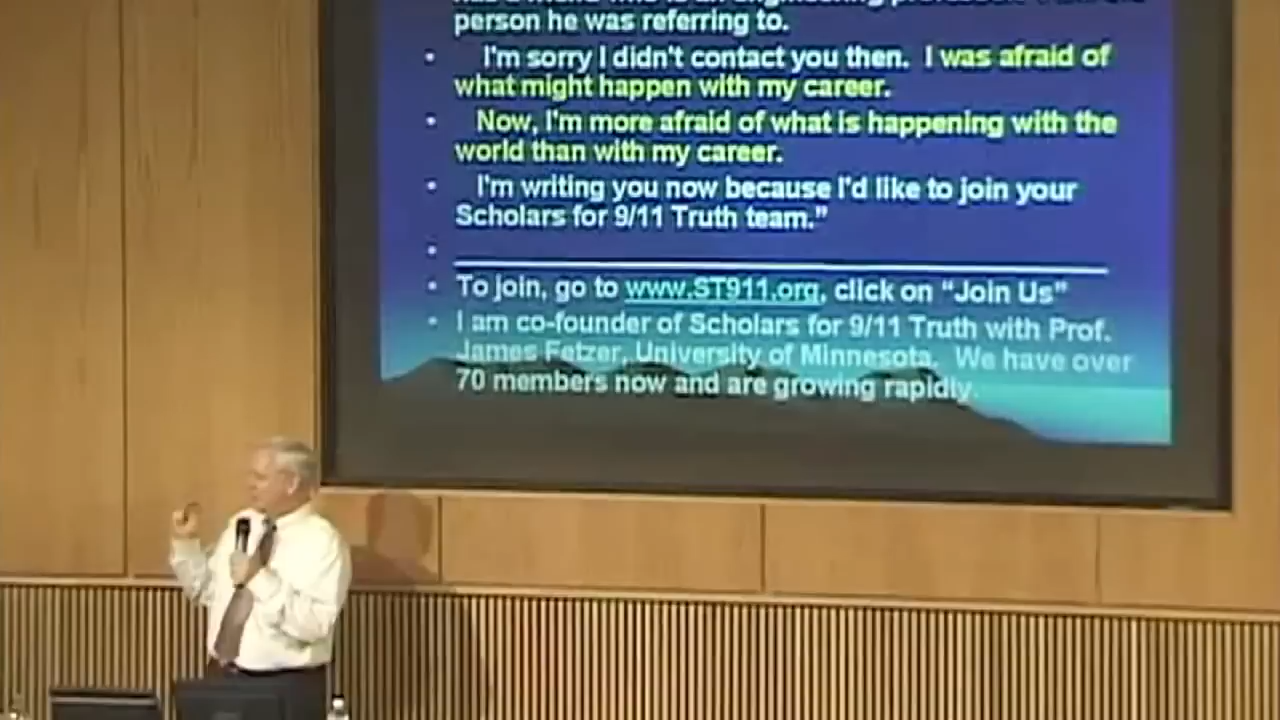 person he was referring to.
• I'm sorry I didn't contact you then. I was afraid of
what might happen with my career.
• Now, I'm more afraid of what is happening with the
world than with my career.
• I'm writing you now because I'd like to join your
Scholars for 9/11 Truth team."
•
• To join, go to www.ST911.org, click on "Join Us"
• I am co-founder of Scholars for 9/11 Truth with Prof.
James Fetzer, University of Minnesota. We have over
70 members now and are growing rapidly.